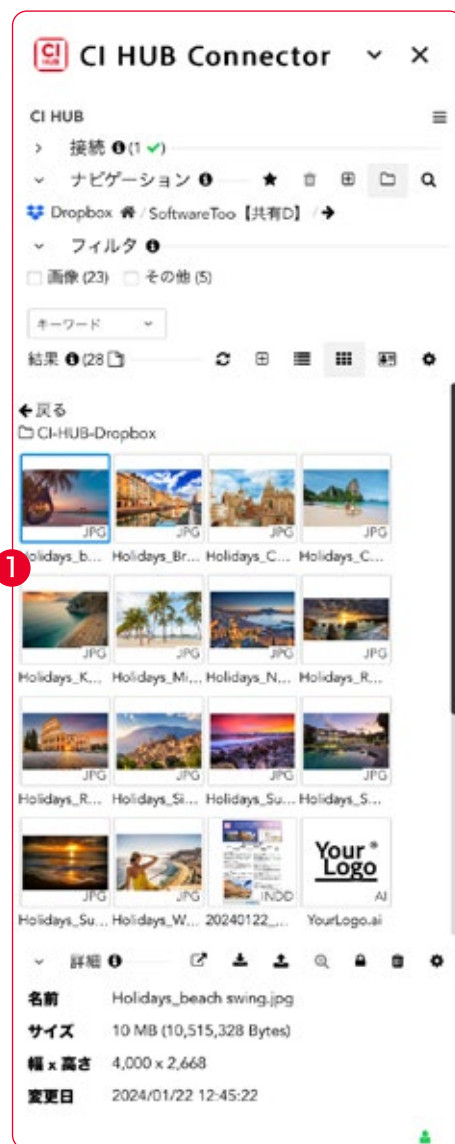 CI HUB CI HUB Connector
CI HUB
接続 (1 ✔)
ナビゲーション
Dropbox / SoftwareToo【共有D】 /
フィルタ
画像 (23) その他 (5)
キーワード
結果 (28
戻る
CI-HUB-Dropbox
JPG JPG JPG JPG
Holidays_b... Holidays_Br... Holidays_C... Holidays_C...
1
JPG JPG JPG JPG
Holidays_K... Holidays_Mi... Holidays_N... Holidays_R...
JPG JPG JPG JPG
Holidays_R... Holidays_Si... Holidays_Su... Holidays_S...
Your Logo
JPG JPG INDD AI
Holidays_Su... Holidays_W... 20240122_... YourLogo.ai
詳細
名前 Holidays_beach swing.jpg
サイズ 10 MB (10,515,328 Bytes)
幅 x 高さ 4,000 x 2,668
変更日 2024/01/22 12:45:22